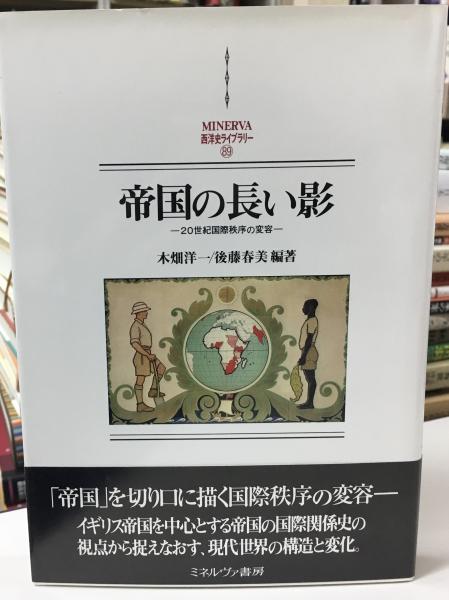 MINERVA
西洋史ライブラリー
89
帝国の長い影
―20世紀国際秩序の変容―
木畑洋一/後藤春美 編著
「帝国」を切り口に描く国際秩序の変容―
イギリス帝国を中心とする帝国の国際関係史の
視点から捉えなおす、現代世界の構造と変化。
ミネルヴァ書房